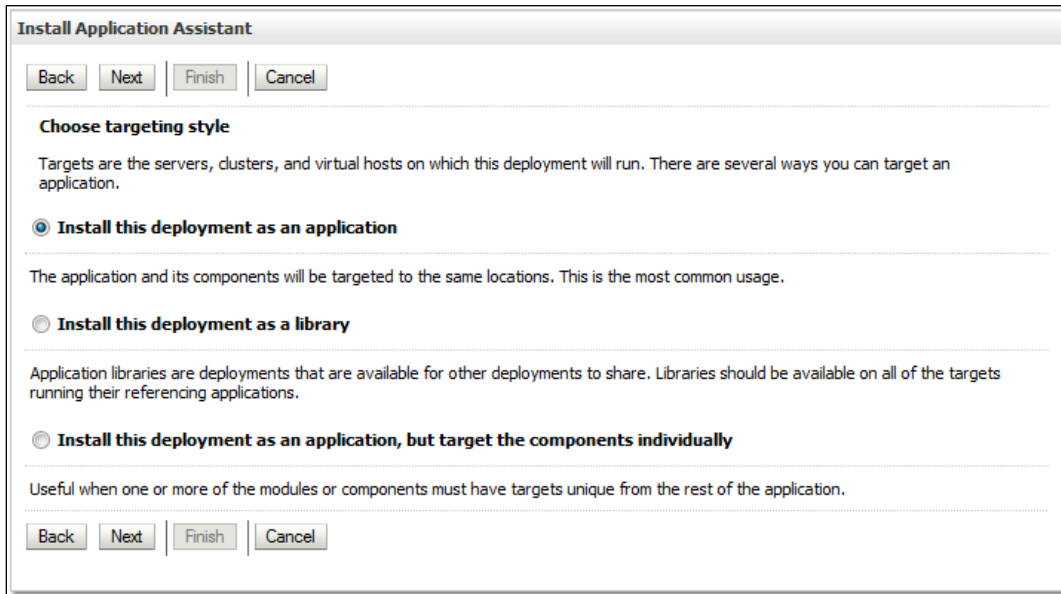 Install Application Assistant
Back Next Finish Cancel
Choose targeting style
Targets are the servers, clusters, and virtual hosts on which this deployment will run. There are several ways you can target an
application.
Install this deployment as an application
The application and its components will be targeted to the same locations. This is the most common usage.
Install this deployment as a library
Application libraries are deployments that are available for other deployments to share. Libraries should be available on all of the targets
running their referencing applications.
Install this deployment as an application, but target the components individually
Useful when one or more of the modules or components must have targets unique from the rest of the application.
Back Next Finish Cancel